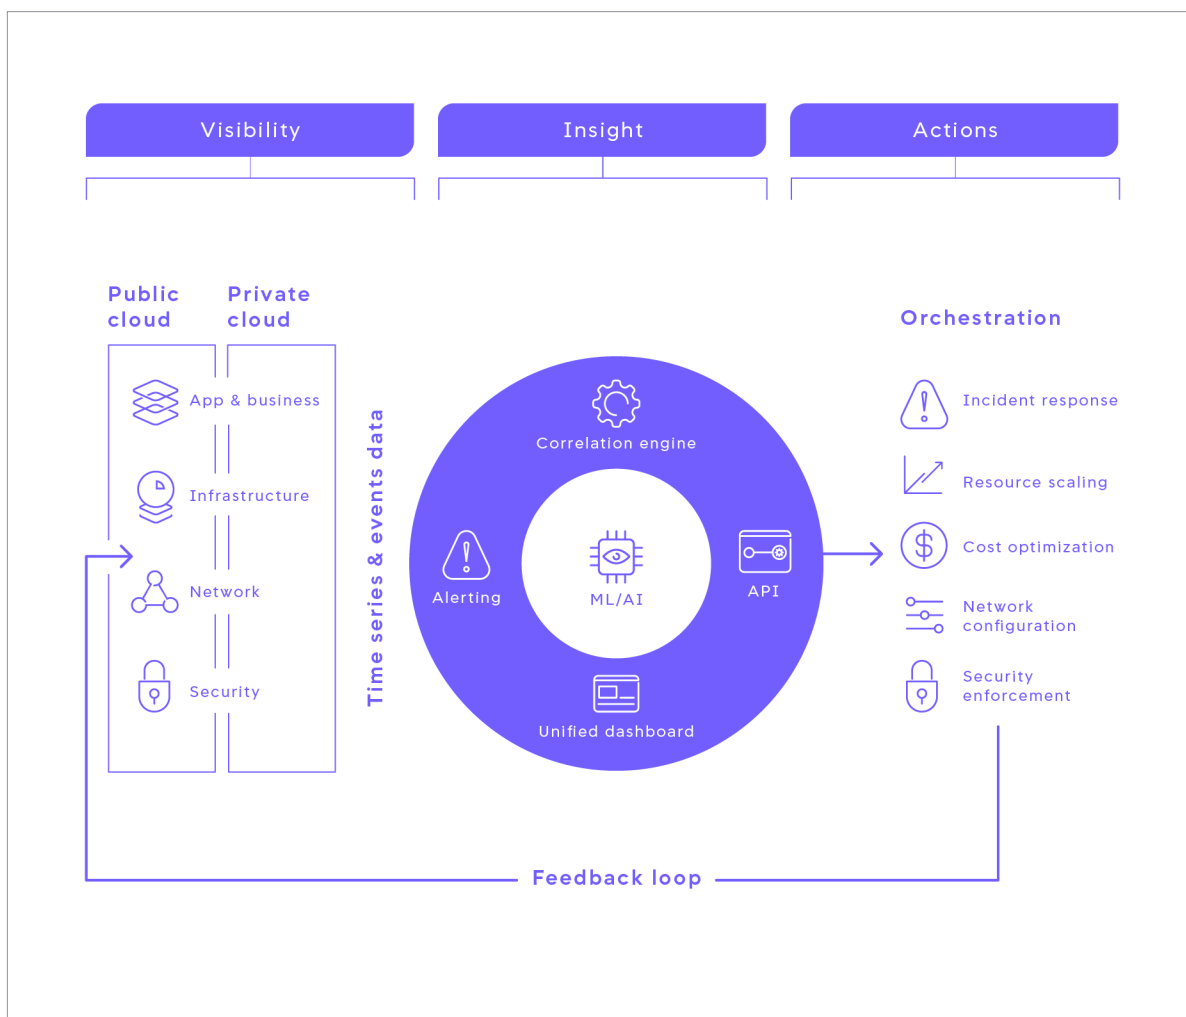 Visibility
Insight
Actions
Public
cloud
Private
cloud
App & business
Infrastructure
Network
Security
Time series & events data
Correlation engine
Alerting
ML/AI
API
Unified dashboard
Orchestration
Incident response
Resource scaling
Cost optimization
Network
configuration
Security
enforcement
Feedback loop